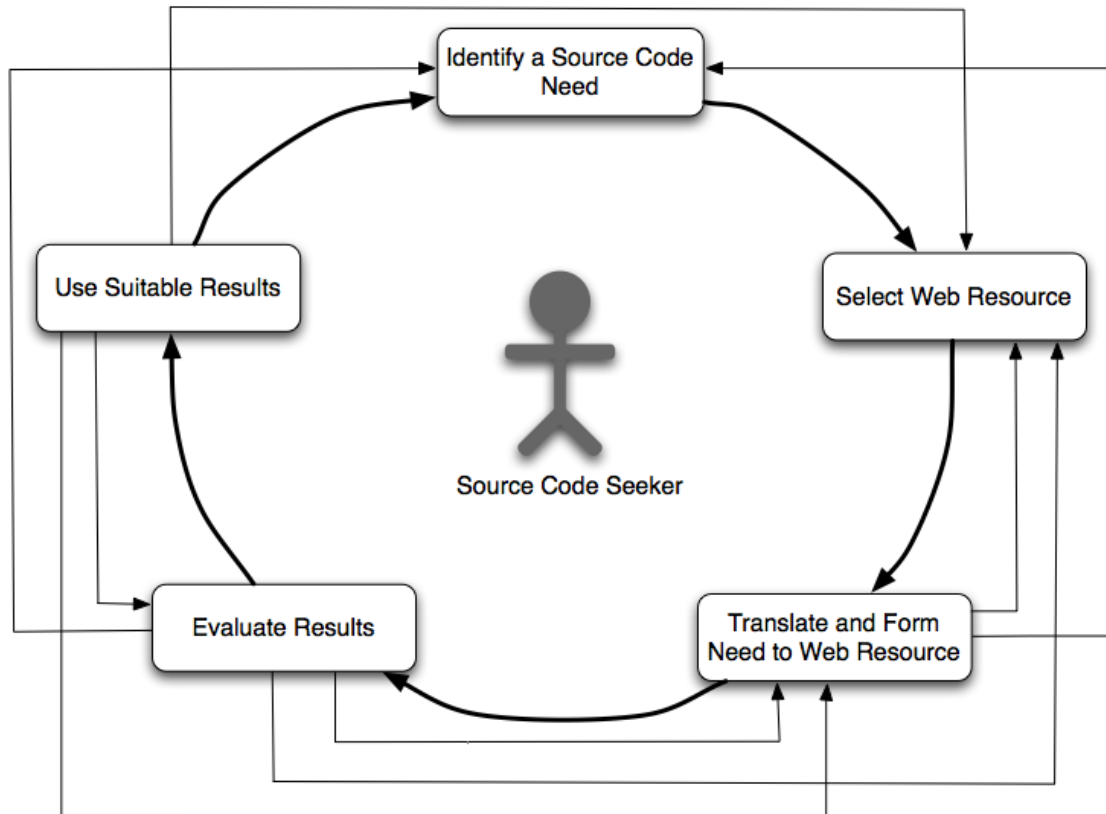 Identify a Source Code
Need
Use Suitable Results
Select Web Resource
Source Code Seeker
Evaluate Results
Translate and Form
Need to Web Resource